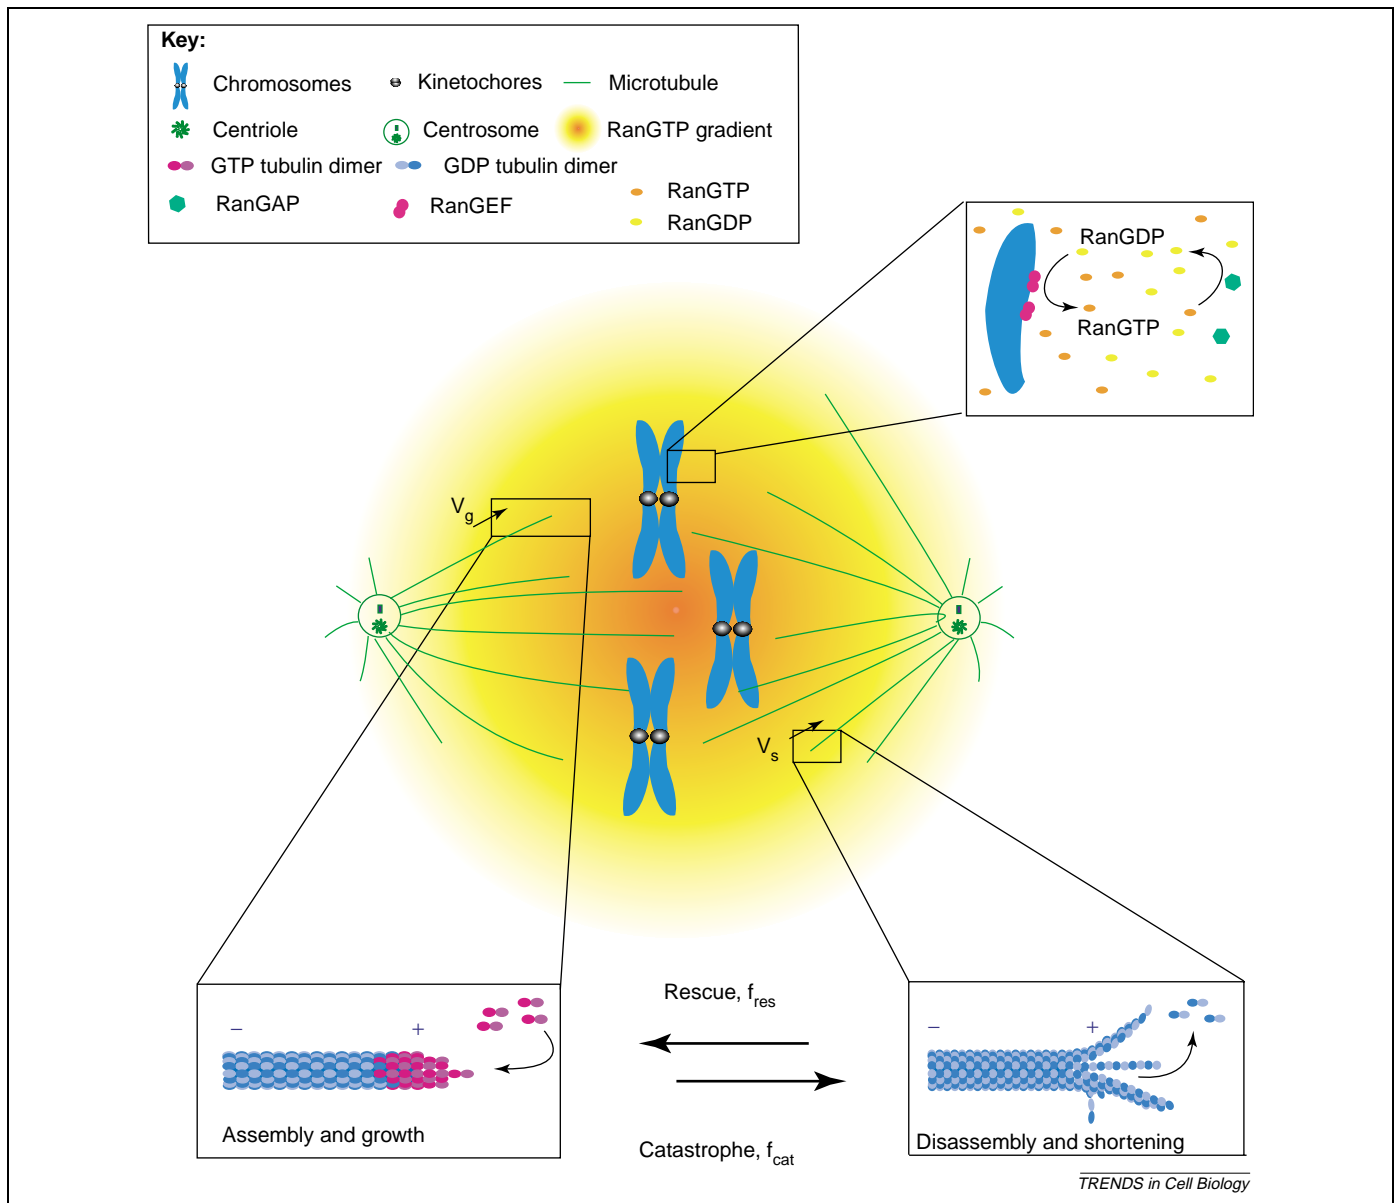 Key:
Chromosomes Kinetochores Microtubule
Centriole Centrosome RanGTP gradient
GTP tubulin dimer GDP tubulin dimer
RanGAP RanGEF RanGTP
RanGDP
RanGDP
RanGTP
Vg
Vs
Rescue, fres
− +
Assembly and growth
− +
Disassembly and shortening
Catastrophe, fcat
TRENDS in Cell Biology